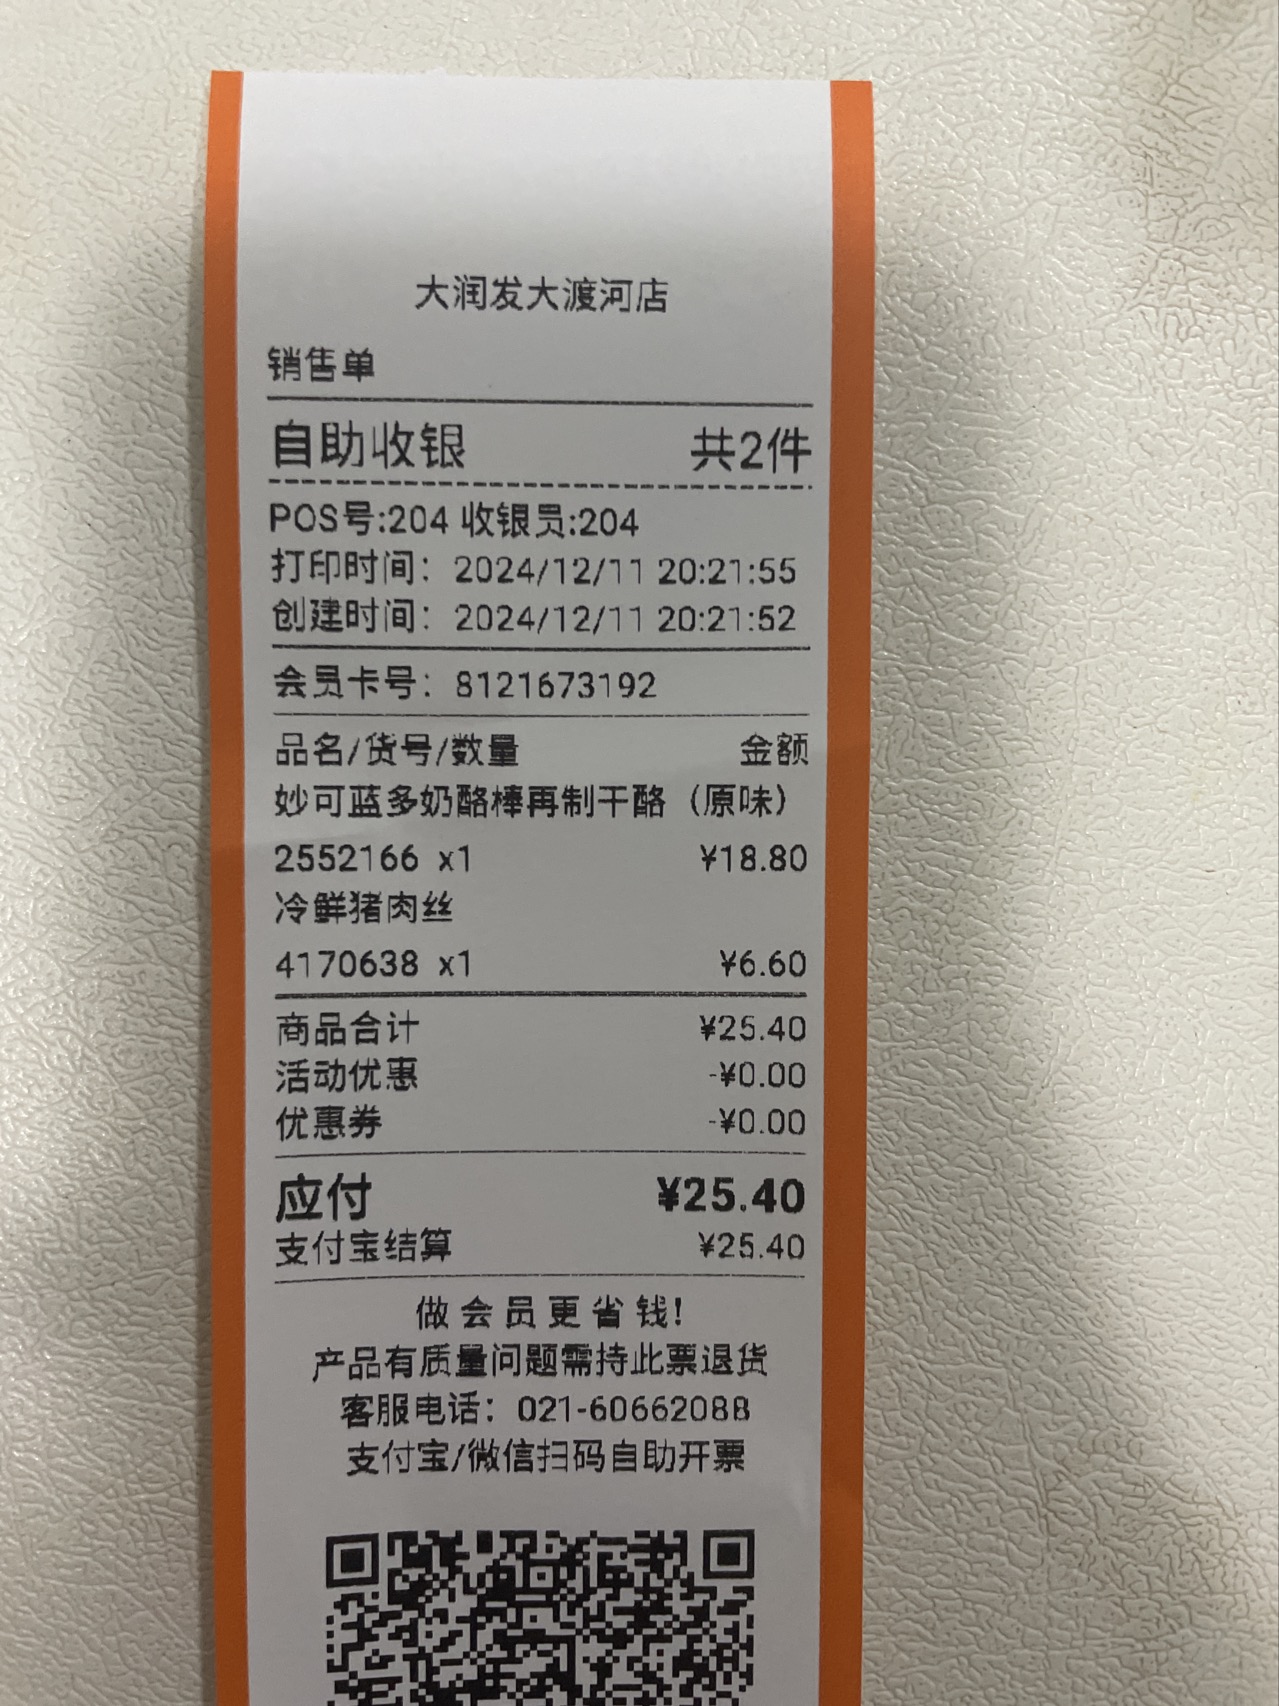 大润发大渡河店
销售单
自助收银 共2件
POS号:204 收银员:204
打印时间：2024/12/11 20:21:55
创建时间：2024/12/11 20:21:52
会员卡号：8121673192
品名/货号/数量 金额
妙可蓝多奶酪棒再制干酪（原味）
2552166 x1 ¥18.80
冷鲜猪肉丝
4170638 x1 ¥6.60
商品合计 ¥25.40
活动优惠 -¥0.00
优惠券 -¥0.00
应付 ¥25.40
支付宝结算 ¥25.40
做会员更省钱!
产品有质量问题需持此票退货
客服电话：021-60662088
支付宝/微信扫码自助开票